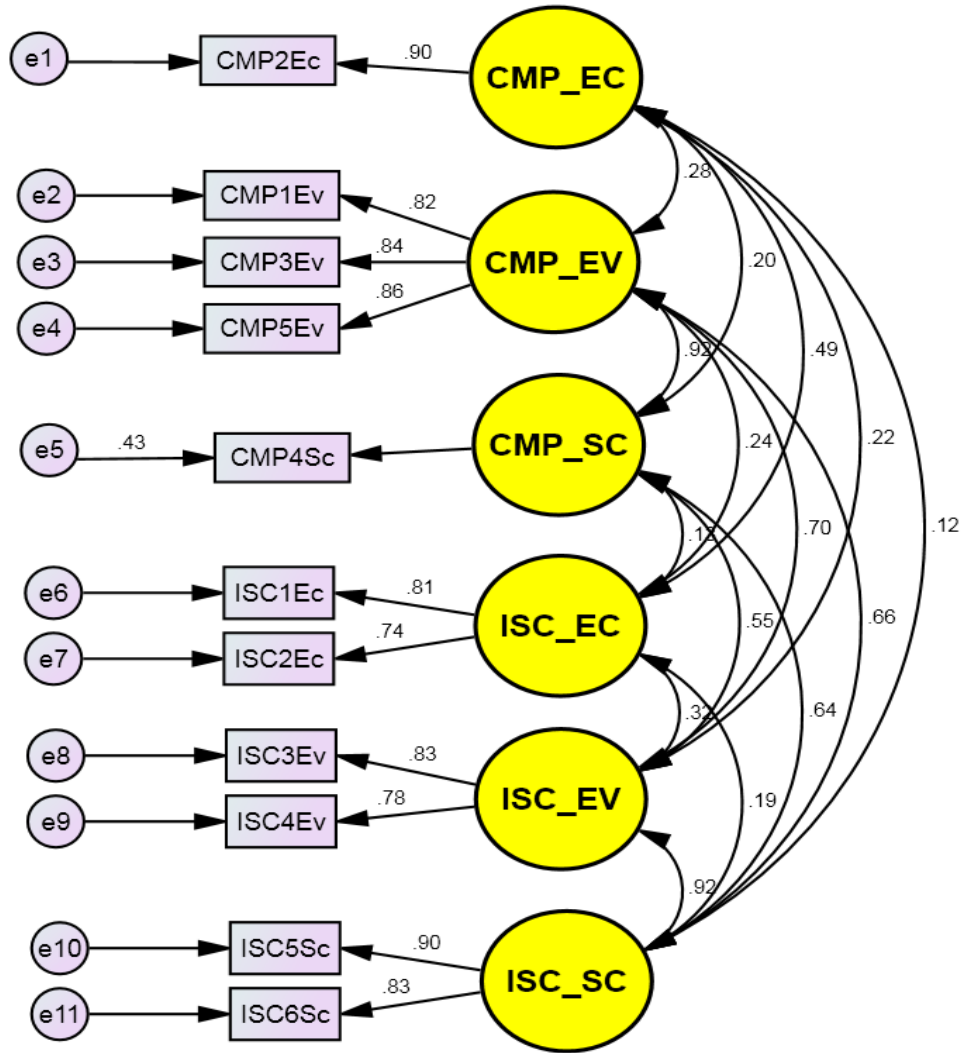 e1 CMP2Ec .90 CMP_EC
.28
e2 CMP1Ev .82
e3 CMP3Ev .84 CMP_EV .20
e4 CMP5Ev .86
.92 .49
e5 .43 CMP4Sc CMP_SC .24 .22
.70 .12
e6 ISC1Ec .81
e7 ISC2Ec .74 ISC_EC .55 .66
.32 .64
e8 ISC3Ev .83
e9 ISC4Ev .78 ISC_EV .19
.92
e10 ISC5Sc .90
e11 ISC6Sc .83 ISC_SC